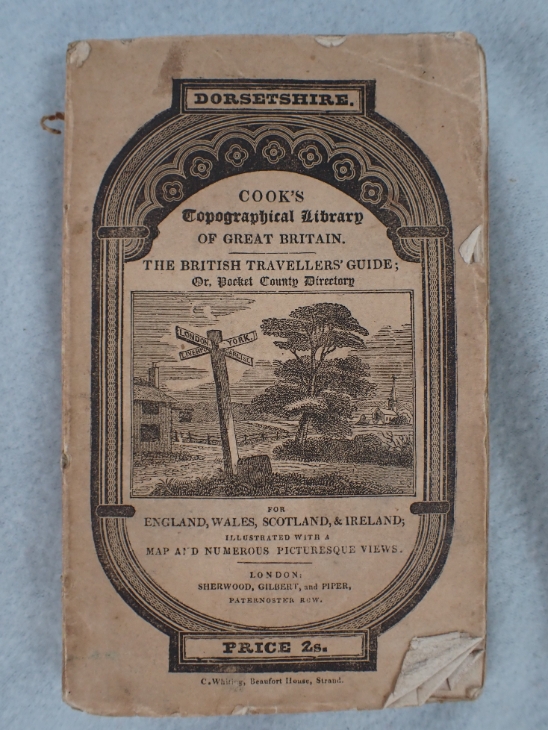 DORSETSHIRE.
COOK'S
Topographical Library
OF GREAT BRITAIN.
THE BRITISH TRAVELLERS' GUIDE;
Or, Pocket County Directory
LONDON
YORK
FOR
ENGLAND, WALES, SCOTLAND, & IRELAND;
ILLUSTRATED WITH A
MAP AND NUMEROUS PICTURESQUE VIEWS.
LONDON:
SHERWOOD, GILBERT, and PIPER,
PATERNOSTER ROW.
PRICE 2s.
C. Whiting, Beaufort House, Strand.